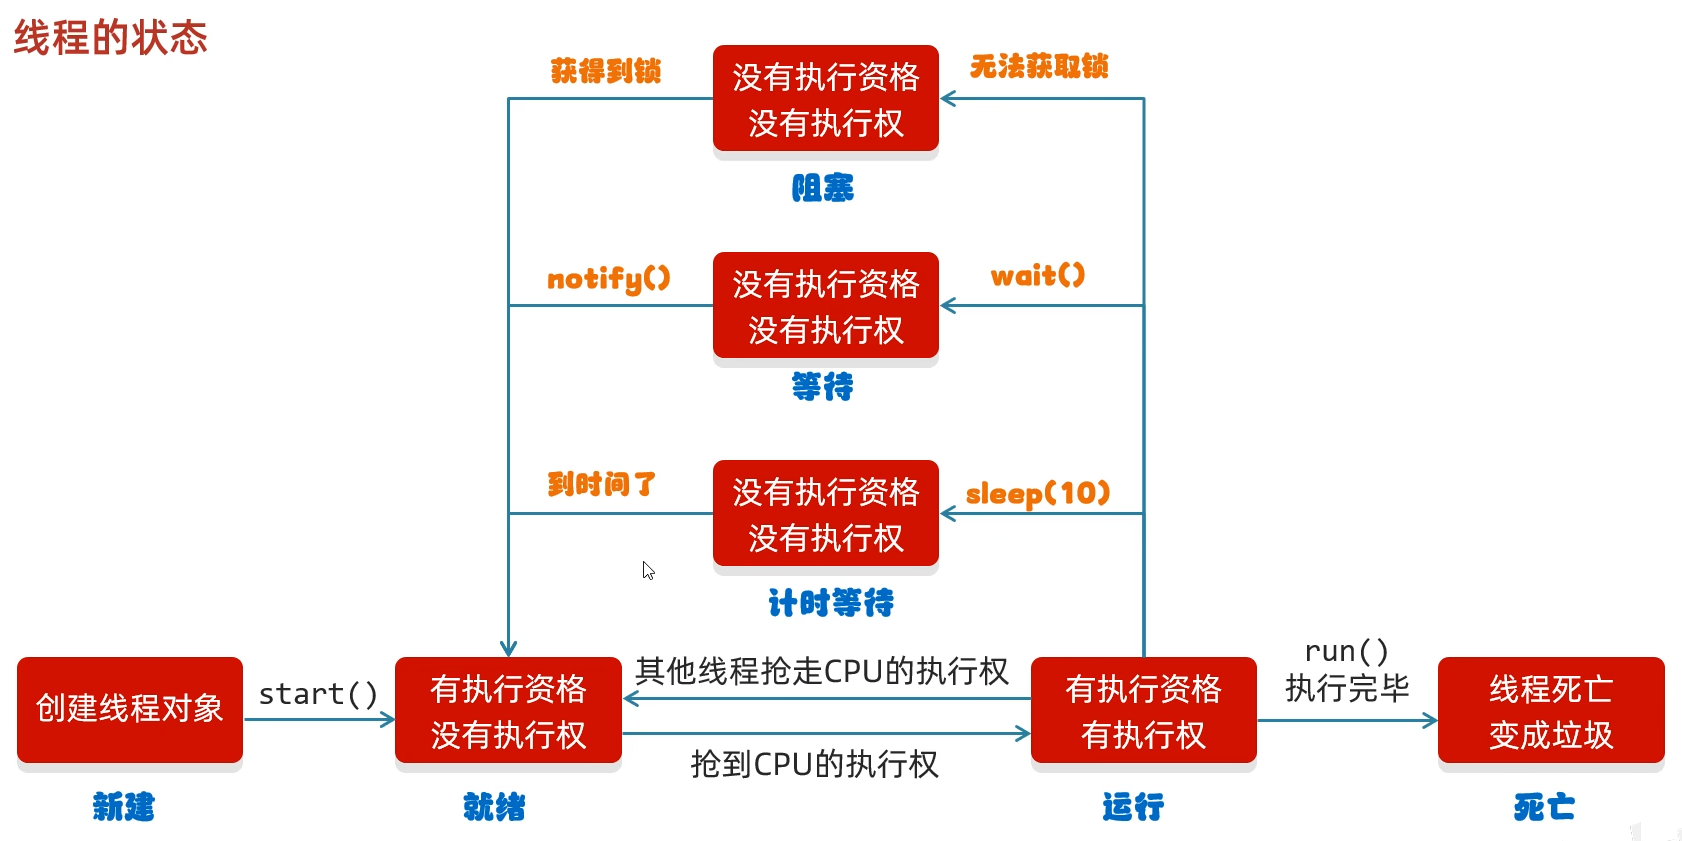 线程的状态
获得到锁
没有执行资格
没有执行权
无法获取锁
阻塞
notify()
没有执行资格
没有执行权
wait()
等待
到时间了
没有执行资格
没有执行权
sleep(10)
计时等待
创建线程对象
新建
start()
有执行资格
没有执行权
就绪
其他线程抢走CPU的执行权
抢到CPU的执行权
有执行资格
有执行权
运行
run()
执行完毕
线程死亡
变成垃圾
死亡